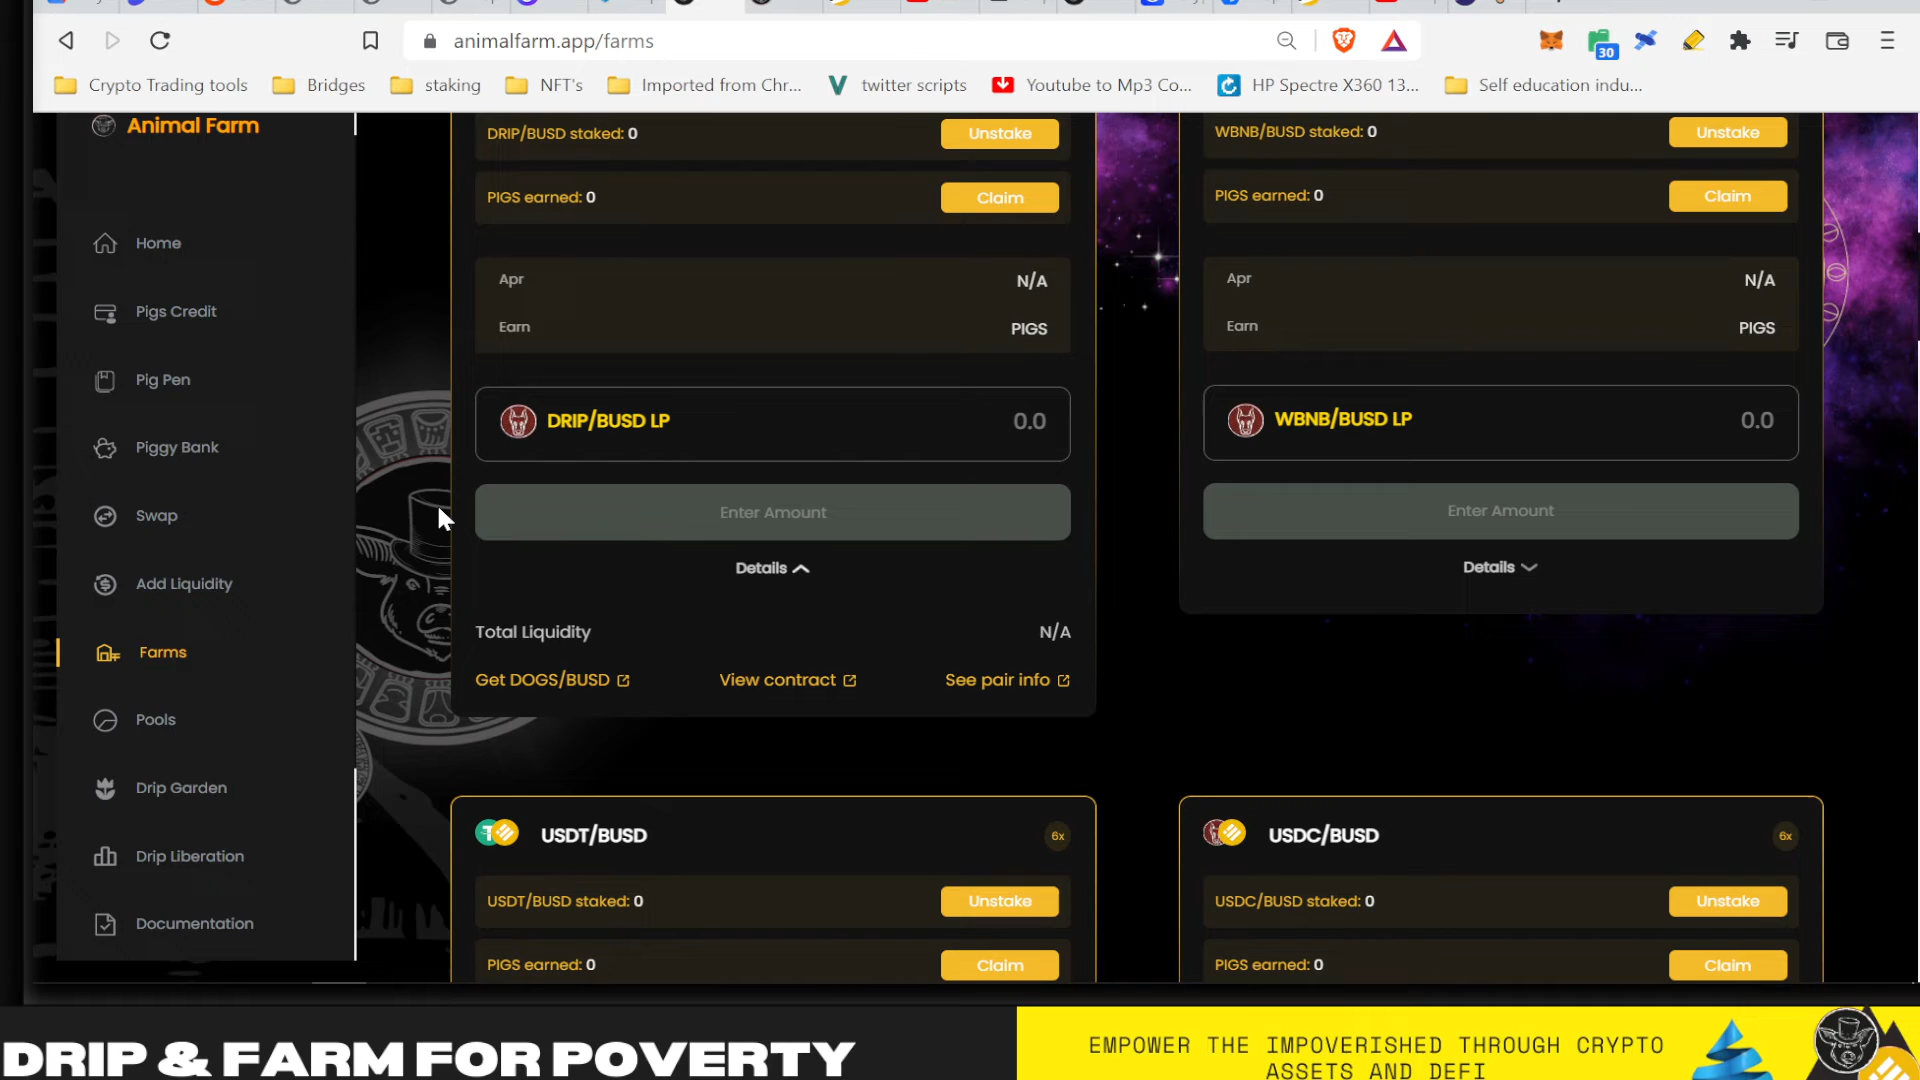 animalfarm.app/farms
30
Crypto Trading tools
Bridges
staking
NFT's
Imported from Chr...
twitter scripts
Youtube to Mp3 Co...
HP Spectre X360 13...
Self education indu...
Animal Farm
Home
Pigs Credit
Pig Pen
Piggy Bank
Swap
Add Liquidity
Farms
Pools
Drip Garden
Drip Liberation
Documentation
DRIP/BUSD staked: 0
Unstake
PIGS earned: 0
Claim
Apr
N/A
Earn
PIGS
DRIP/BUSD LP
0.0
Enter Amount
Details
Total Liquidity
N/A
Get DOGS/BUSD
View contract
See pair info
WBNB/BUSD staked: 0
Unstake
PIGS earned: 0
Claim
Apr
N/A
Earn
PIGS
WBNB/BUSD LP
0.0
Enter Amount
Details
USDT/BUSD
6x
USDT/BUSD staked: 0
Unstake
PIGS earned: 0
Claim
USDC/BUSD
6x
USDC/BUSD staked: 0
Unstake
PIGS earned: 0
Claim
DRIP & FARM FOR POVERTY
EMPOWER THE IMPOVERISHED THROUGH CRYPTO
ASSETS AND DEFI